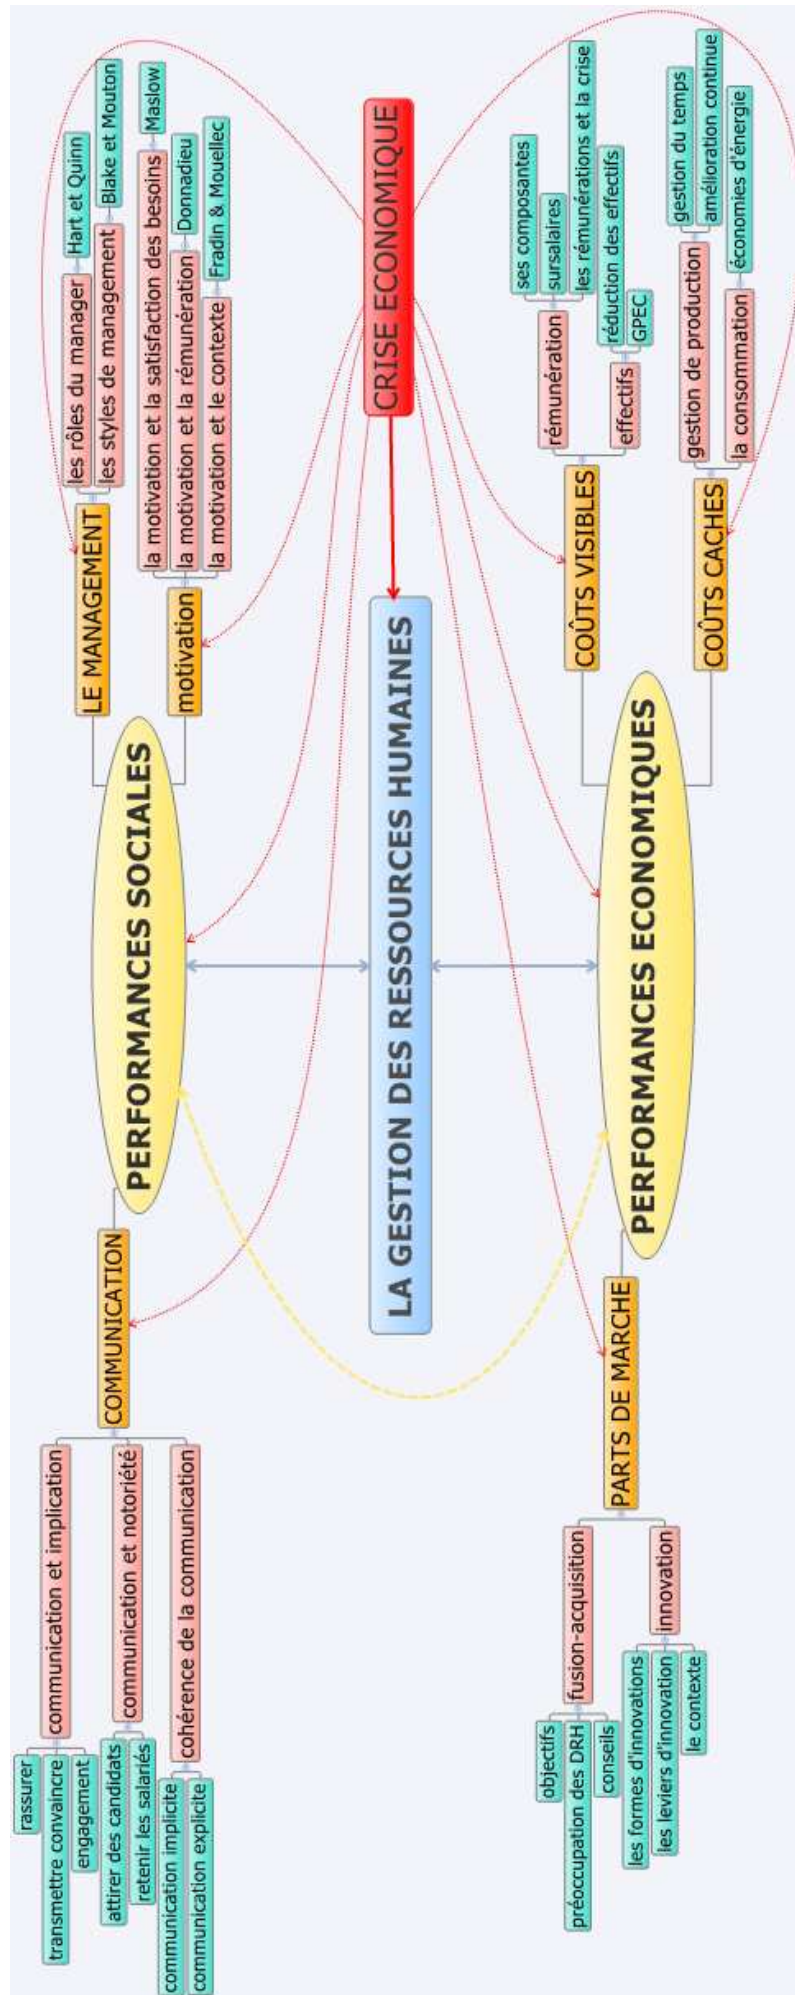 rassurer
transmettre convaincre
engagement
communication et implication
attirer des candidats
retenir les salariés
communication et notoriété
communication implicite
communication explicite
cohérence de la communication
COMMUNICATION
PERFORMANCES SOCIALES
LE MANAGEMENT
les rôles du manager
Hart et Quinn
les styles de management
Blake et Mouton
motivation
la motivation et la satisfaction des besoins
Maslow
la motivation et la rémunération
Donnadieu
la motivation et le contexte
Fradin & Mouellec
LA GESTION DES RESSOURCES HUMAINES
CRISE ECONOMIQUE
objectifs
préoccupation des DRH
conseils
fusion-acquisition
les formes d'innovations
les leviers d'innovation
le contexte
innovation
PARTS DE MARCHE
PERFORMANCES ECONOMIQUES
COÛTS VISIBLES
rémunération
ses composantes
sursalaires
les rémunérations et la crise
effectifs
réduction des effectifs
GPEC
COÛTS CACHES
gestion de production
gestion du temps
amélioration continue
la consommation
économies d'énergie